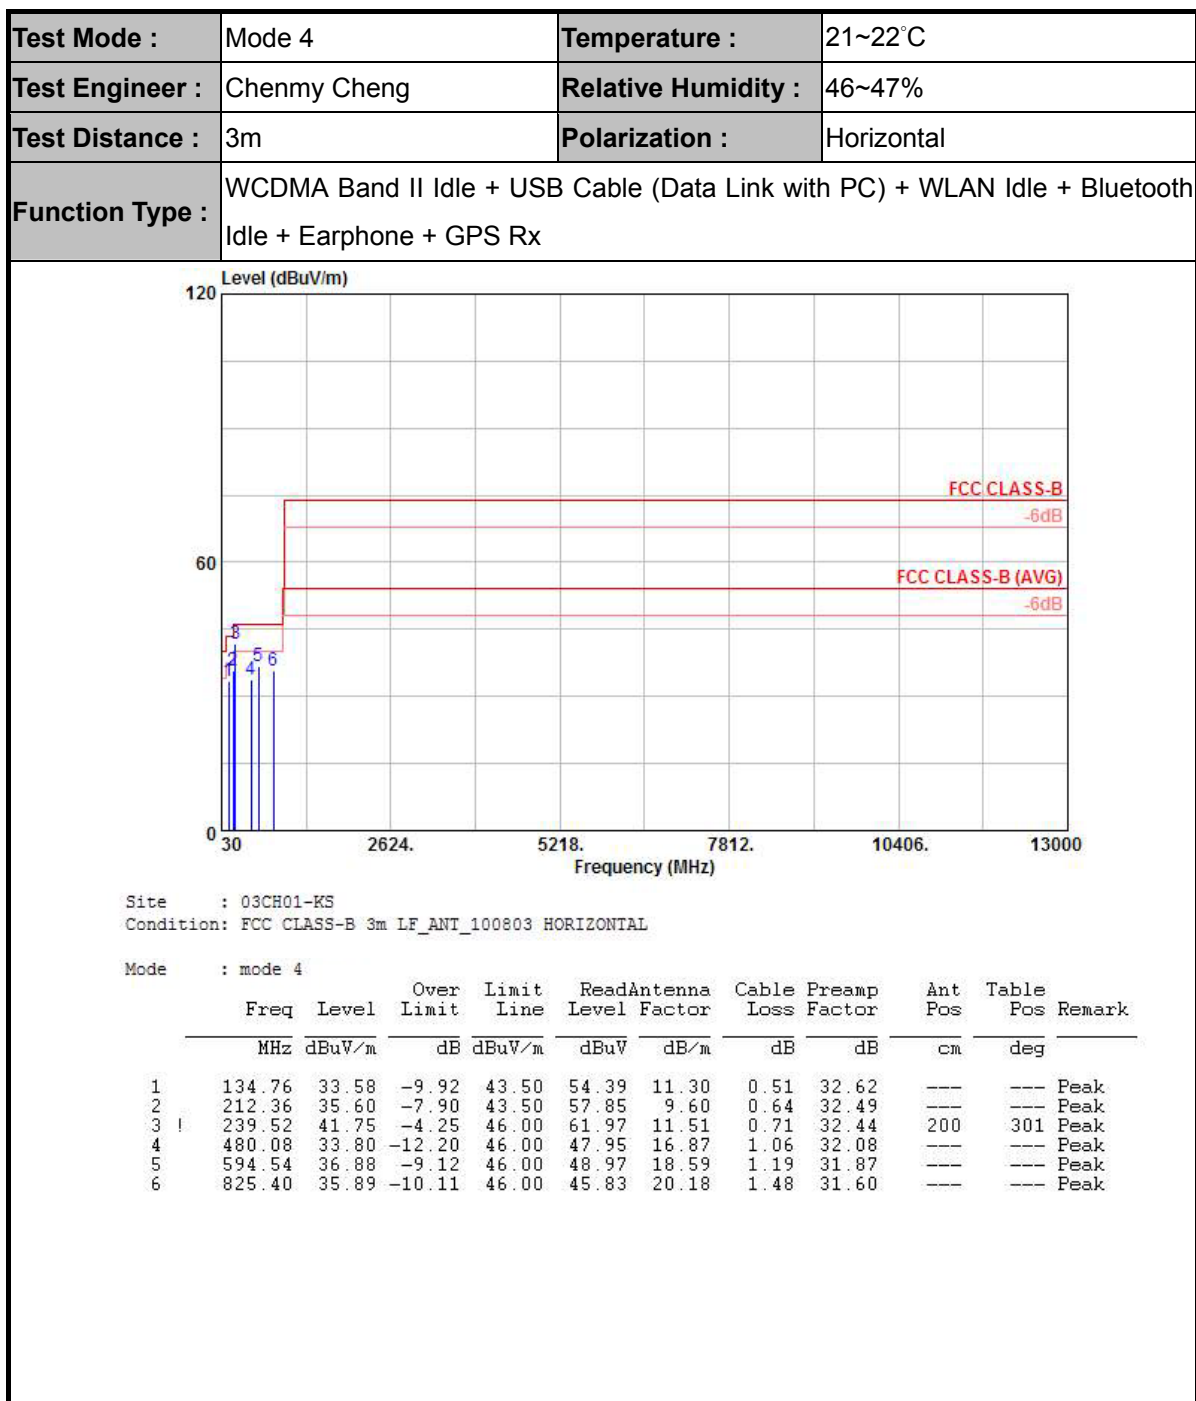 Test Mode : Mode 4 Temperature : 21~22°C
Test Engineer : Chenmy Cheng Relative Humidity : 46~47%
Test Distance : 3m Polarization : Horizontal
Function Type : WCDMA Band II Idle + USB Cable (Data Link with PC) + WLAN Idle + Bluetooth
Idle + Earphone + GPS Rx
Level (dBuV/m)
120
FCC CLASS-B
-6dB
60
FCC CLASS-B (AVG)
-6dB
3
1 2 4 5 6
0
30 2624. 5218. 7812. 10406. 13000
Frequency (MHz)
Site : 03CH01-KS
Condition: FCC CLASS-B 3m LF_ANT_100803 HORIZONTAL
Mode : mode 4
Over Limit ReadAntenna Cable Preamp Ant Table
Freq Level Limit Line Level Factor Loss Factor Pos Pos Remark
MHz dBuV/m dB dBuV/m dBuV dB/m dB dB cm deg
1 134.76 33.58 -9.92 43.50 54.39 11.30 0.51 32.62 --- --- Peak
2 212.36 35.60 -7.90 43.50 57.85 9.60 0.64 32.49 --- --- Peak
3 ! 239.52 41.75 -4.25 46.00 61.97 11.51 0.71 32.44 200 301 Peak
4 480.08 33.80 -12.20 46.00 47.95 16.87 1.06 32.08 --- --- Peak
5 594.54 36.88 -9.12 46.00 48.97 18.59 1.19 31.87 --- --- Peak
6 825.40 35.89 -10.11 46.00 45.83 20.18 1.48 31.60 --- --- Peak